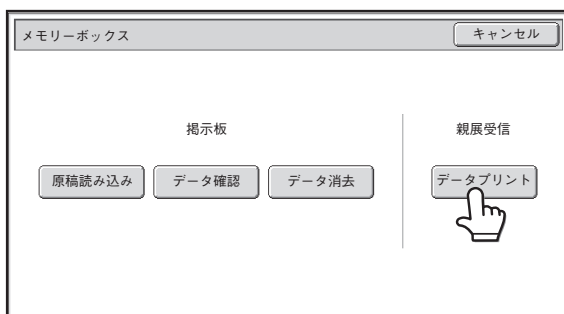 メモリーボックス
キャンセル
掲示板
親展受信
原稿読み込み
データ確認
データ消去
データプリント